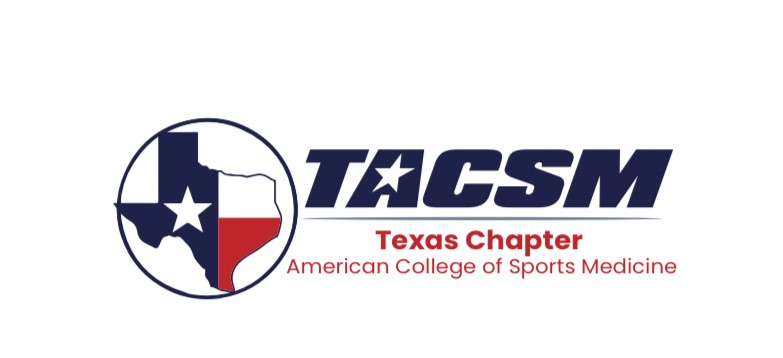 TACSM
Texas Chapter
American College of Sports Medicine